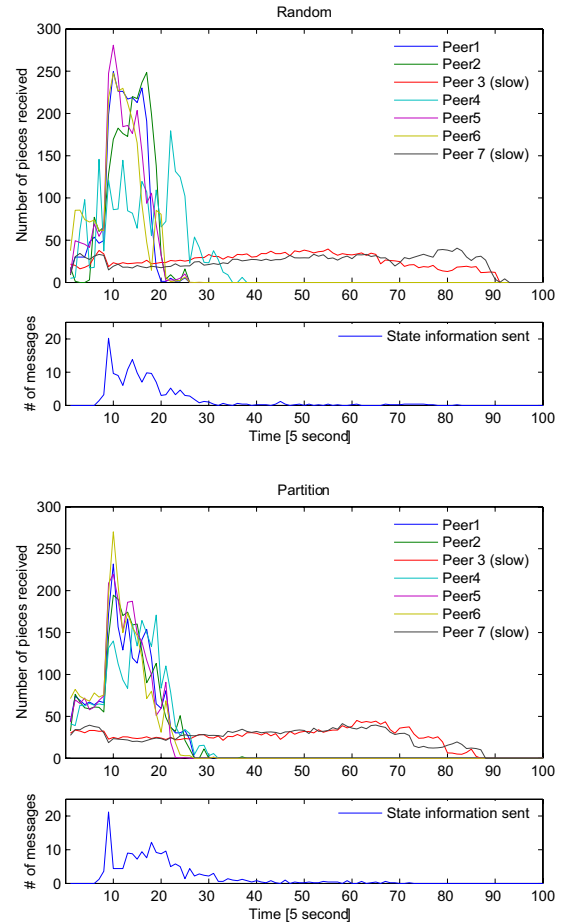 Random
Number of pieces received
300
250
200
150
100
50
0
Peer1
Peer2
Peer 3 (slow)
Peer4
Peer5
Peer6
Peer 7 (slow)
10 20 30 40 50 60 70 80 90 100
# of messages
20
10
0
State information sent
10 20 30 40 50 60 70 80 90 100
Time [5 second]
Partition
Number of pieces received
300
250
200
150
100
50
0
Peer1
Peer2
Peer 3 (slow)
Peer4
Peer5
Peer6
Peer 7 (slow)
10 20 30 40 50 60 70 80 90 100
# of messages
20
10
0
State information sent
10 20 30 40 50 60 70 80 90 100
Time [5 second]